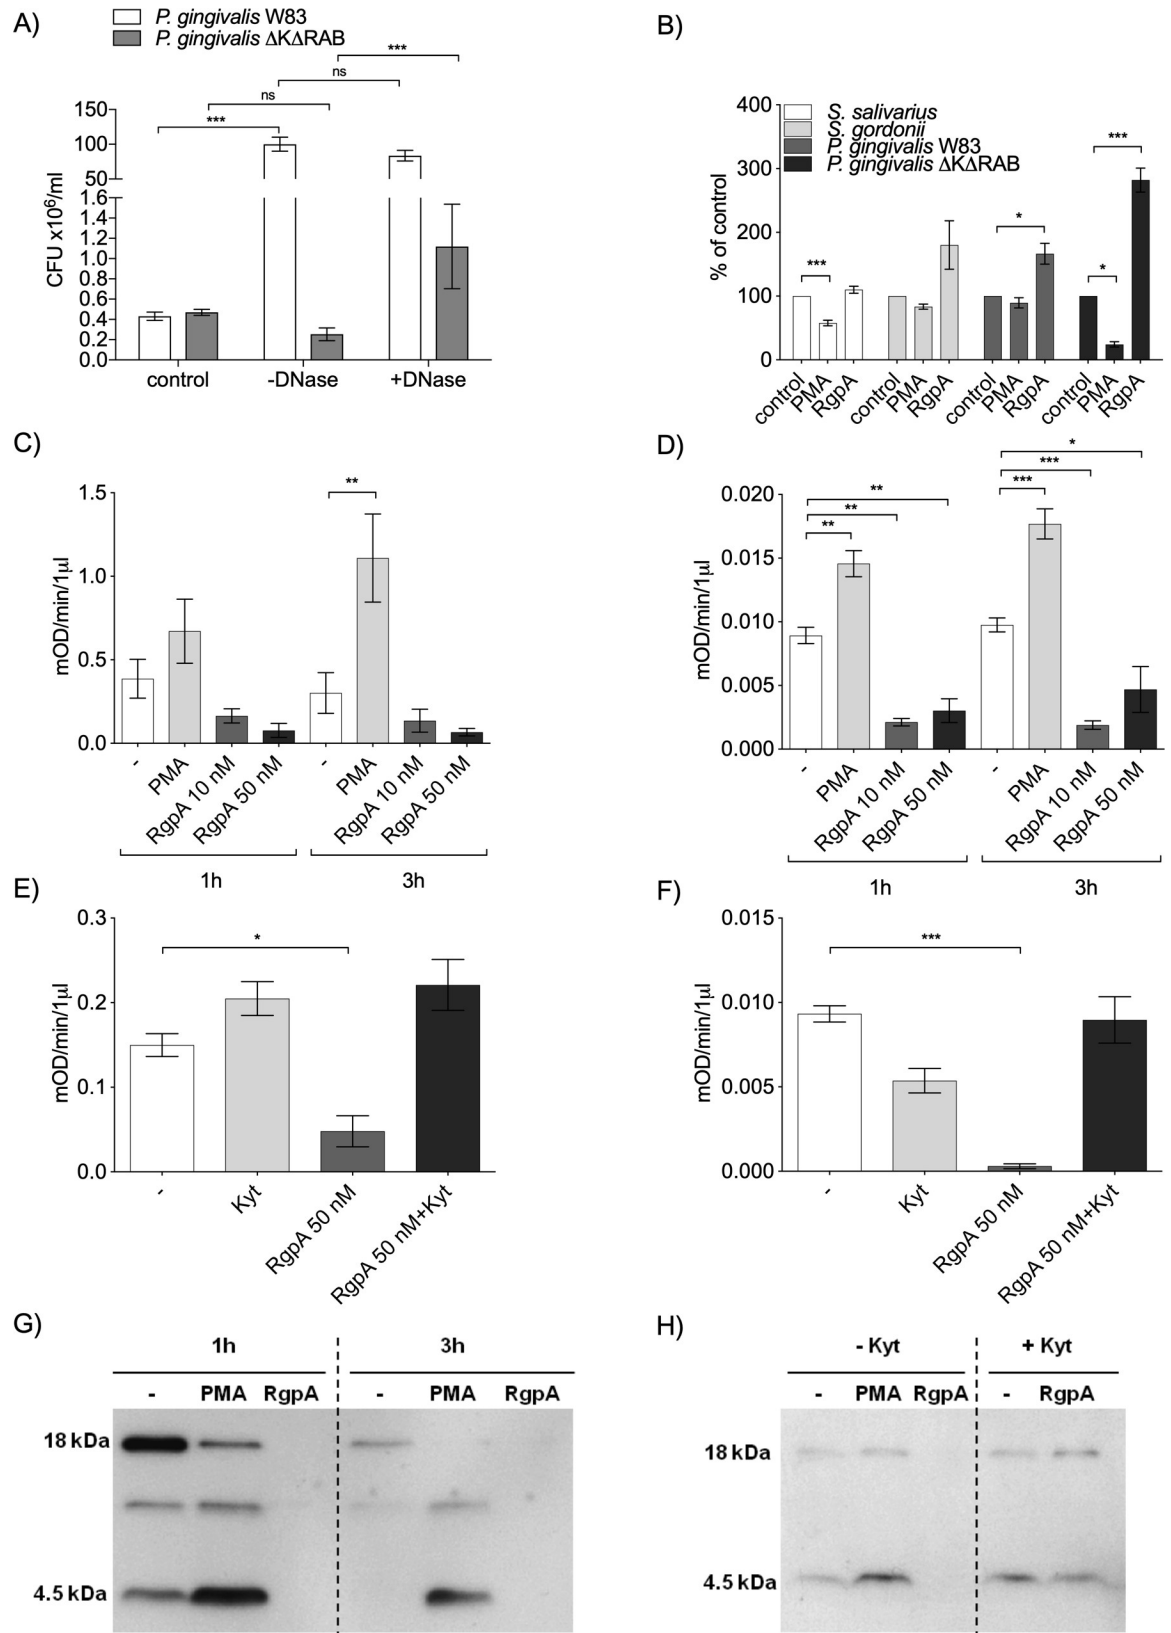 A)
P. gingivalis W83
P. gingivalis ΔKΔRAB
***
ns
ns
***
CFU x10⁶/ml
150
100
50
1.6
1.4
1.2
1.0
0.8
0.6
0.4
0.2
0.0
control -DNase +DNase
B)
S. salivarius
S. gordonii
P. gingivalis W83
P. gingivalis ΔKΔRAB
% of control
400
300
200
100
0
***
*
*
***
control PMA RgpA control PMA RgpA control PMA RgpA control PMA RgpA
C)
mOD/min/1µl
1.5
1.0
0.5
0.0
**
- PMA RgpA 10 nM RgpA 50 nM - PMA RgpA 10 nM RgpA 50 nM
1h 3h
D)
mOD/min/1µl
0.020
0.015
0.010
0.005
0.000
**
**
**
*
***
***
- PMA RgpA 10 nM RgpA 50 nM - PMA RgpA 10 nM RgpA 50 nM
1h 3h
E)
mOD/min/1µl
0.3
0.2
0.1
0.0
*
- Kyt RgpA 50 nM RgpA 50 nM+Kyt
F)
mOD/min/1µl
0.015
0.010
0.005
0.000
***
- Kyt RgpA 50 nM RgpA 50 nM+Kyt
G)
1h 3h
- PMA RgpA - PMA RgpA
18 kDa
4.5 kDa
H)
- Kyt + Kyt
- PMA RgpA - RgpA
18 kDa
4.5 kDa